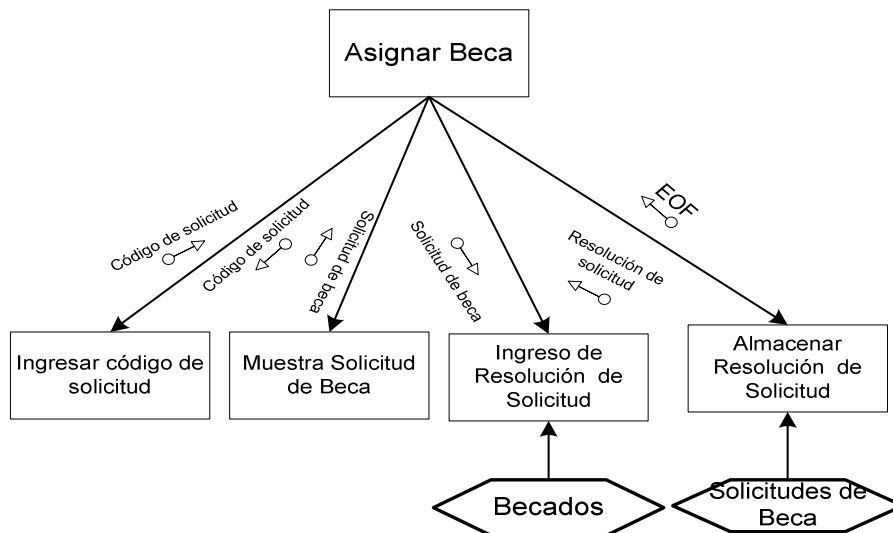 Asignar Beca
Código de solicitud
Código de solicitud
Solicitud de beca
Solicitud de beca
Resolución de
solicitud
EOF
Ingresar código de
solicitud
Muestra Solicitud
de Beca
Ingreso de
Resolución de
Solicitud
Almacenar
Resolución de
Solicitud
Becados
Solicitudes de
Beca